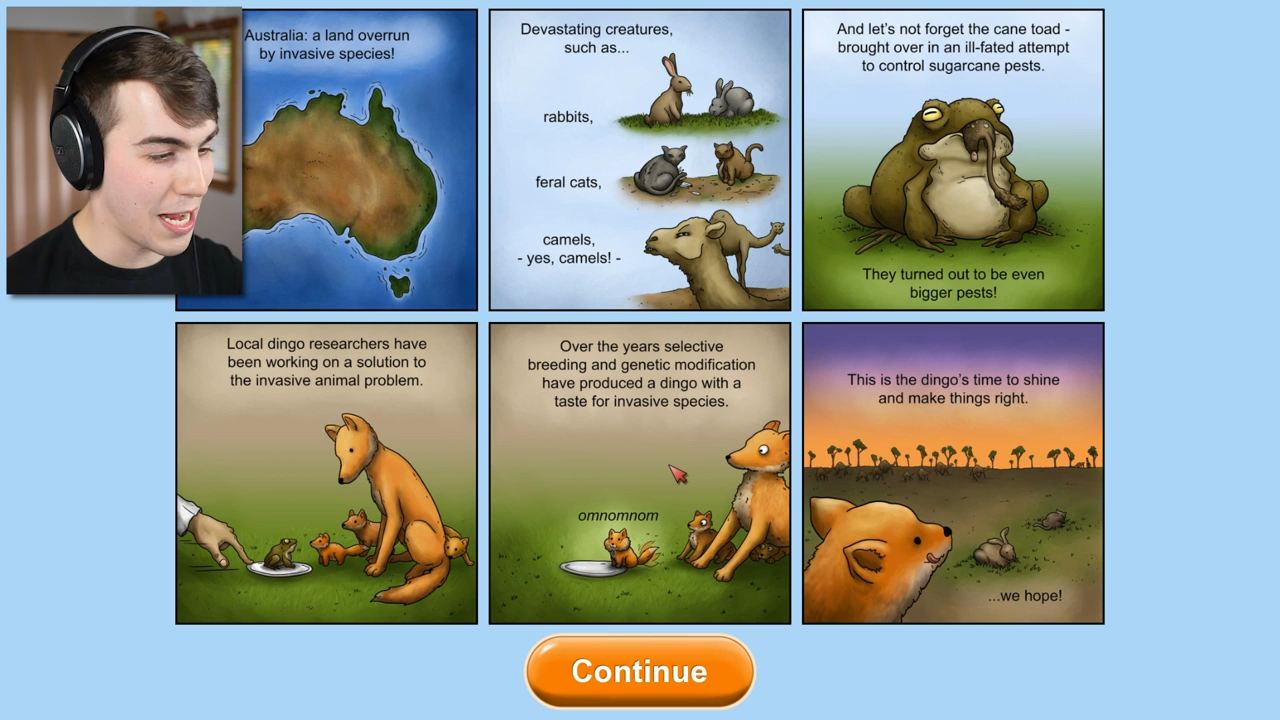 Australia: a land overrun
by invasive species!
Devastating creatures,
such as...
rabbits,
feral cats,
camels,
- yes, camels! -
And let's not forget the cane toad -
brought over in an ill-fated attempt
to control sugarcane pests.
They turned out to be even
bigger pests!
Local dingo researchers have
been working on a solution to
the invasive animal problem.
Over the years selective
breeding and genetic modification
have produced a dingo with a
taste for invasive species.
omnomnom
This is the dingo's time to shine
and make things right.
...we hope!
Continue